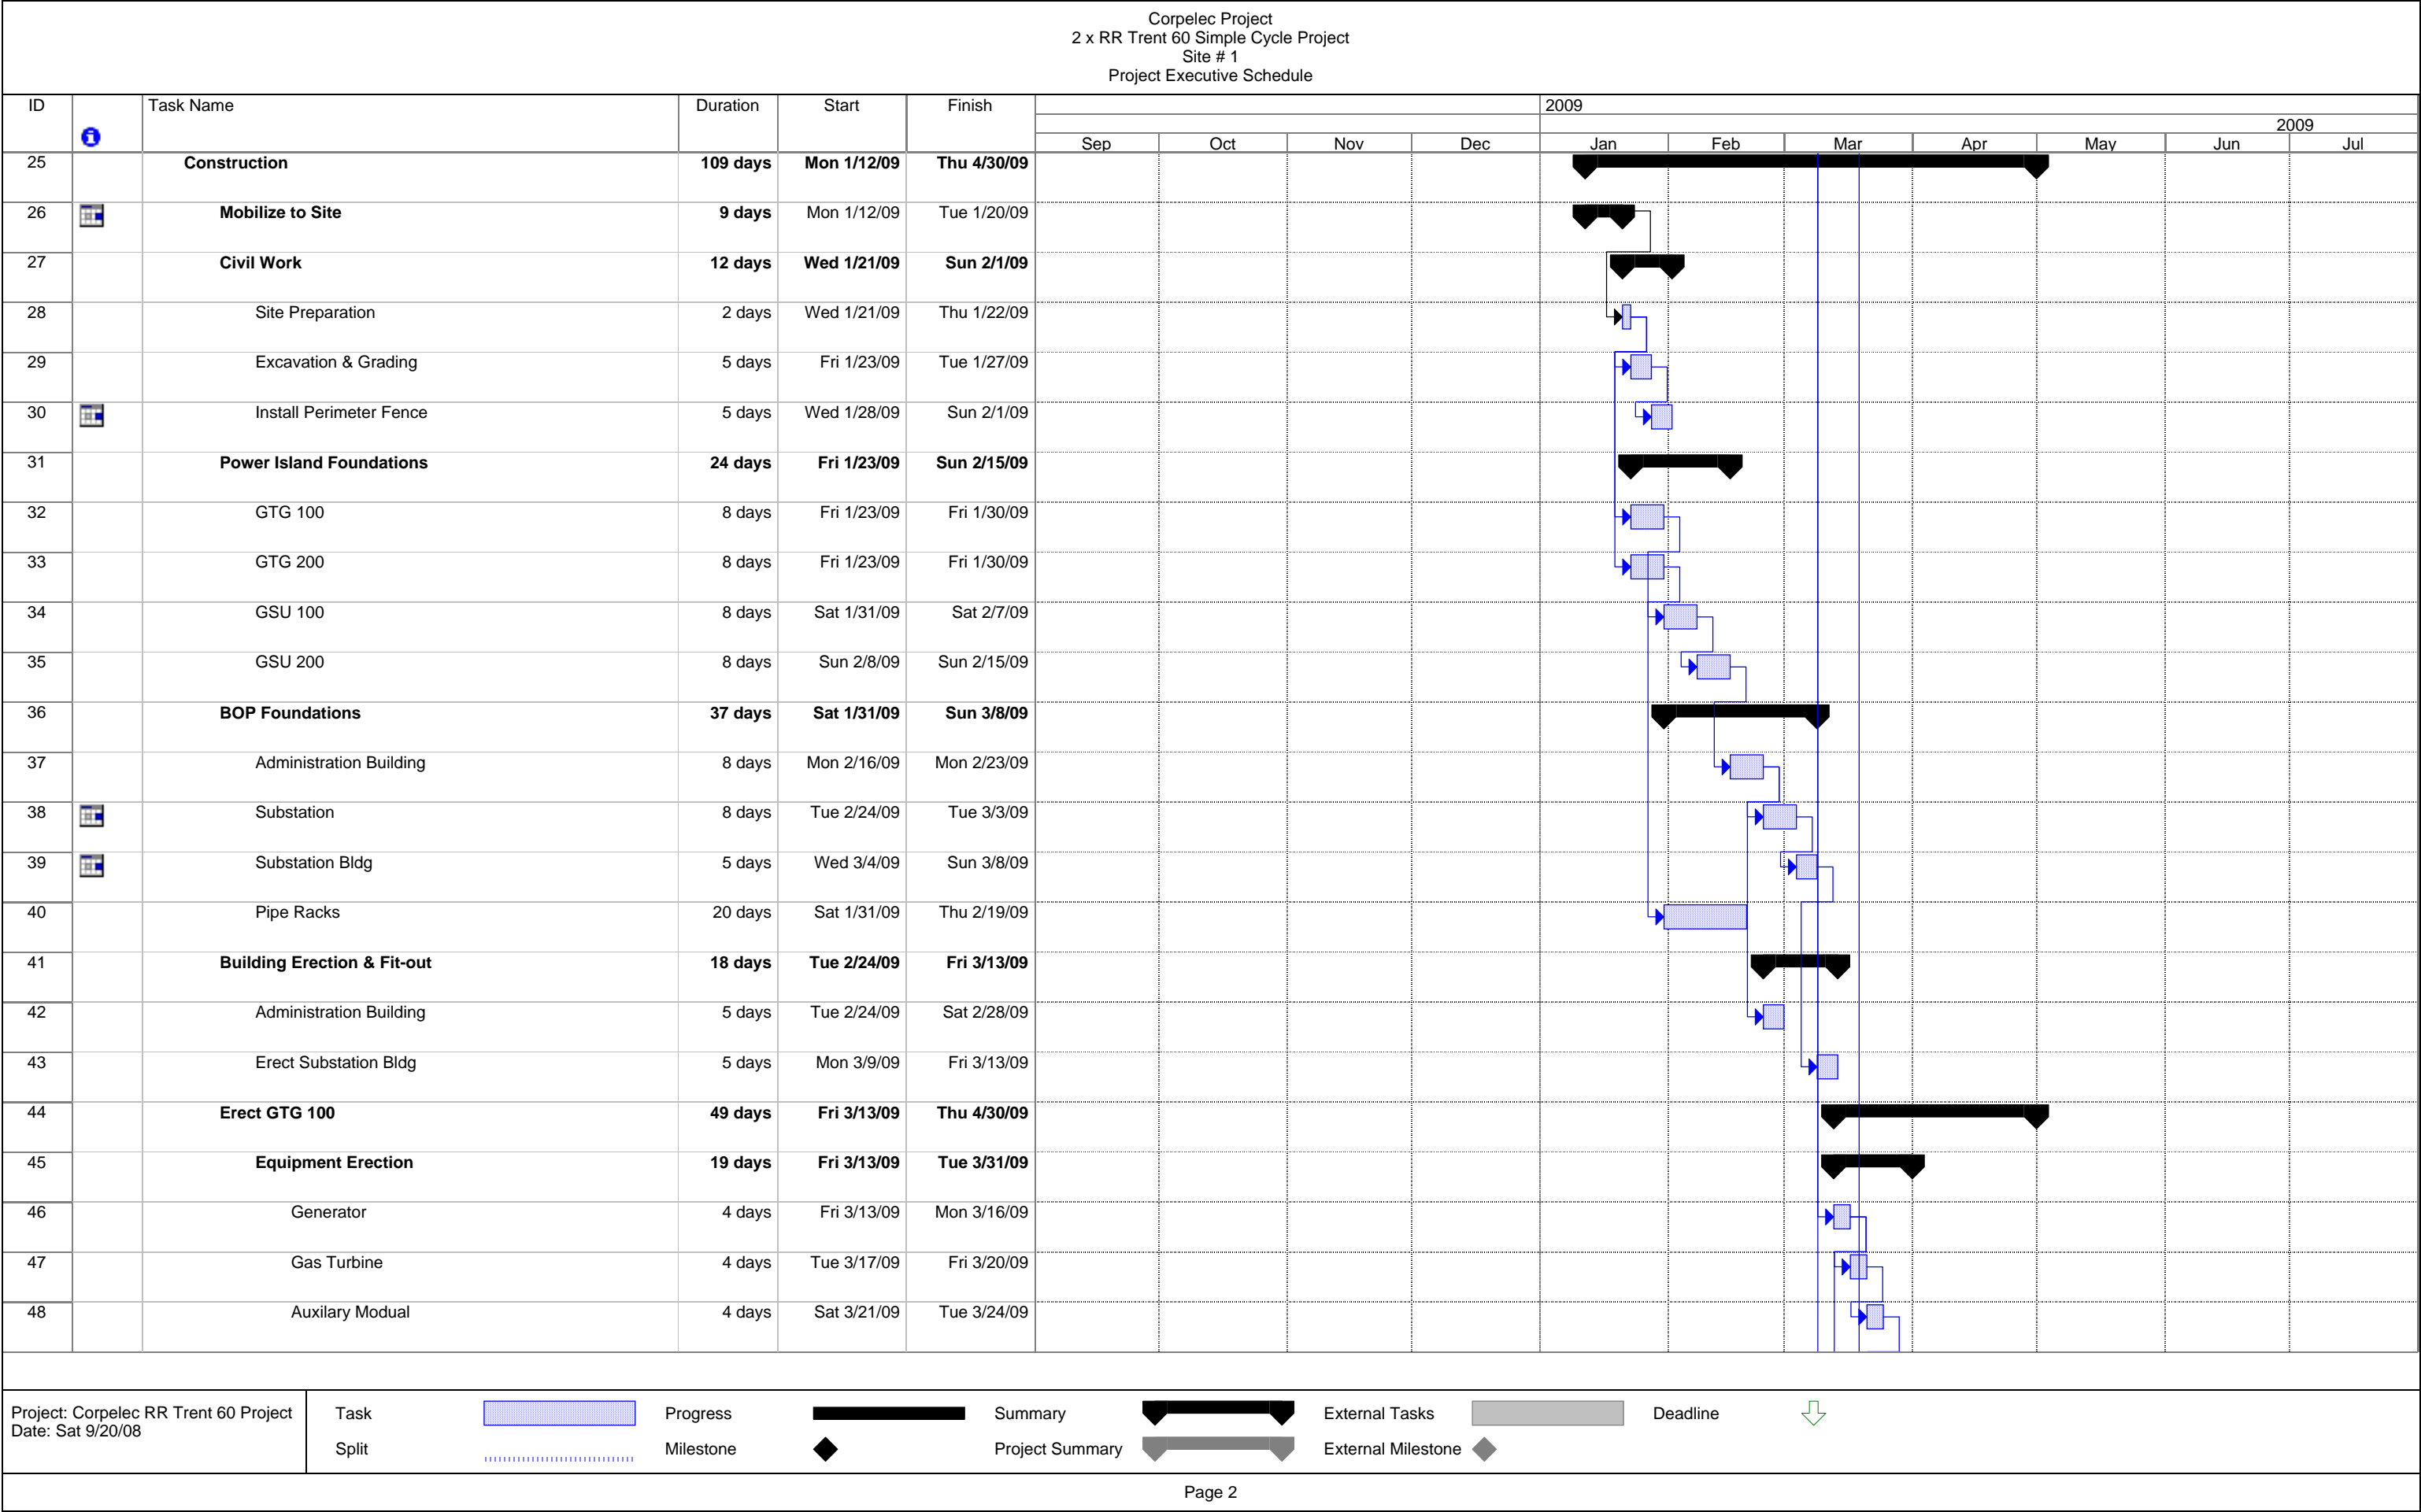 Corpelec Project
2 x RR Trent 60 Simple Cycle Project
Site # 1
Project Executive Schedule
ID Task Name Duration Start Finish 2009
2009
Sep Oct Nov Dec Jan Feb Mar Apr May Jun Jul
25 Construction 109 days Mon 1/12/09 Thu 4/30/09
26 Mobilize to Site 9 days Mon 1/12/09 Tue 1/20/09
27 Civil Work 12 days Wed 1/21/09 Sun 2/1/09
28 Site Preparation 2 days Wed 1/21/09 Thu 1/22/09
29 Excavation & Grading 5 days Fri 1/23/09 Tue 1/27/09
30 Install Perimeter Fence 5 days Wed 1/28/09 Sun 2/1/09
31 Power Island Foundations 24 days Fri 1/23/09 Sun 2/15/09
32 GTG 100 8 days Fri 1/23/09 Fri 1/30/09
33 GTG 200 8 days Fri 1/23/09 Fri 1/30/09
34 GSU 100 8 days Sat 1/31/09 Sat 2/7/09
35 GSU 200 8 days Sun 2/8/09 Sun 2/15/09
36 BOP Foundations 37 days Sat 1/31/09 Sun 3/8/09
37 Administration Building 8 days Mon 2/16/09 Mon 2/23/09
38 Substation 8 days Tue 2/24/09 Tue 3/3/09
39 Substation Bldg 5 days Wed 3/4/09 Sun 3/8/09
40 Pipe Racks 20 days Sat 1/31/09 Thu 2/19/09
41 Building Erection & Fit-out 18 days Tue 2/24/09 Fri 3/13/09
42 Administration Building 5 days Tue 2/24/09 Sat 2/28/09
43 Erect Substation Bldg 5 days Mon 3/9/09 Fri 3/13/09
44 Erect GTG 100 49 days Fri 3/13/09 Thu 4/30/09
45 Equipment Erection 19 days Fri 3/13/09 Tue 3/31/09
46 Generator 4 days Fri 3/13/09 Mon 3/16/09
47 Gas Turbine 4 days Tue 3/17/09 Fri 3/20/09
48 Auxilary Modual 4 days Sat 3/21/09 Tue 3/24/09
Project: Corpelec RR Trent 60 Project
Date: Sat 9/20/08
Task Progress Summary External Tasks Deadline
Split Milestone Project Summary External Milestone
Page 2